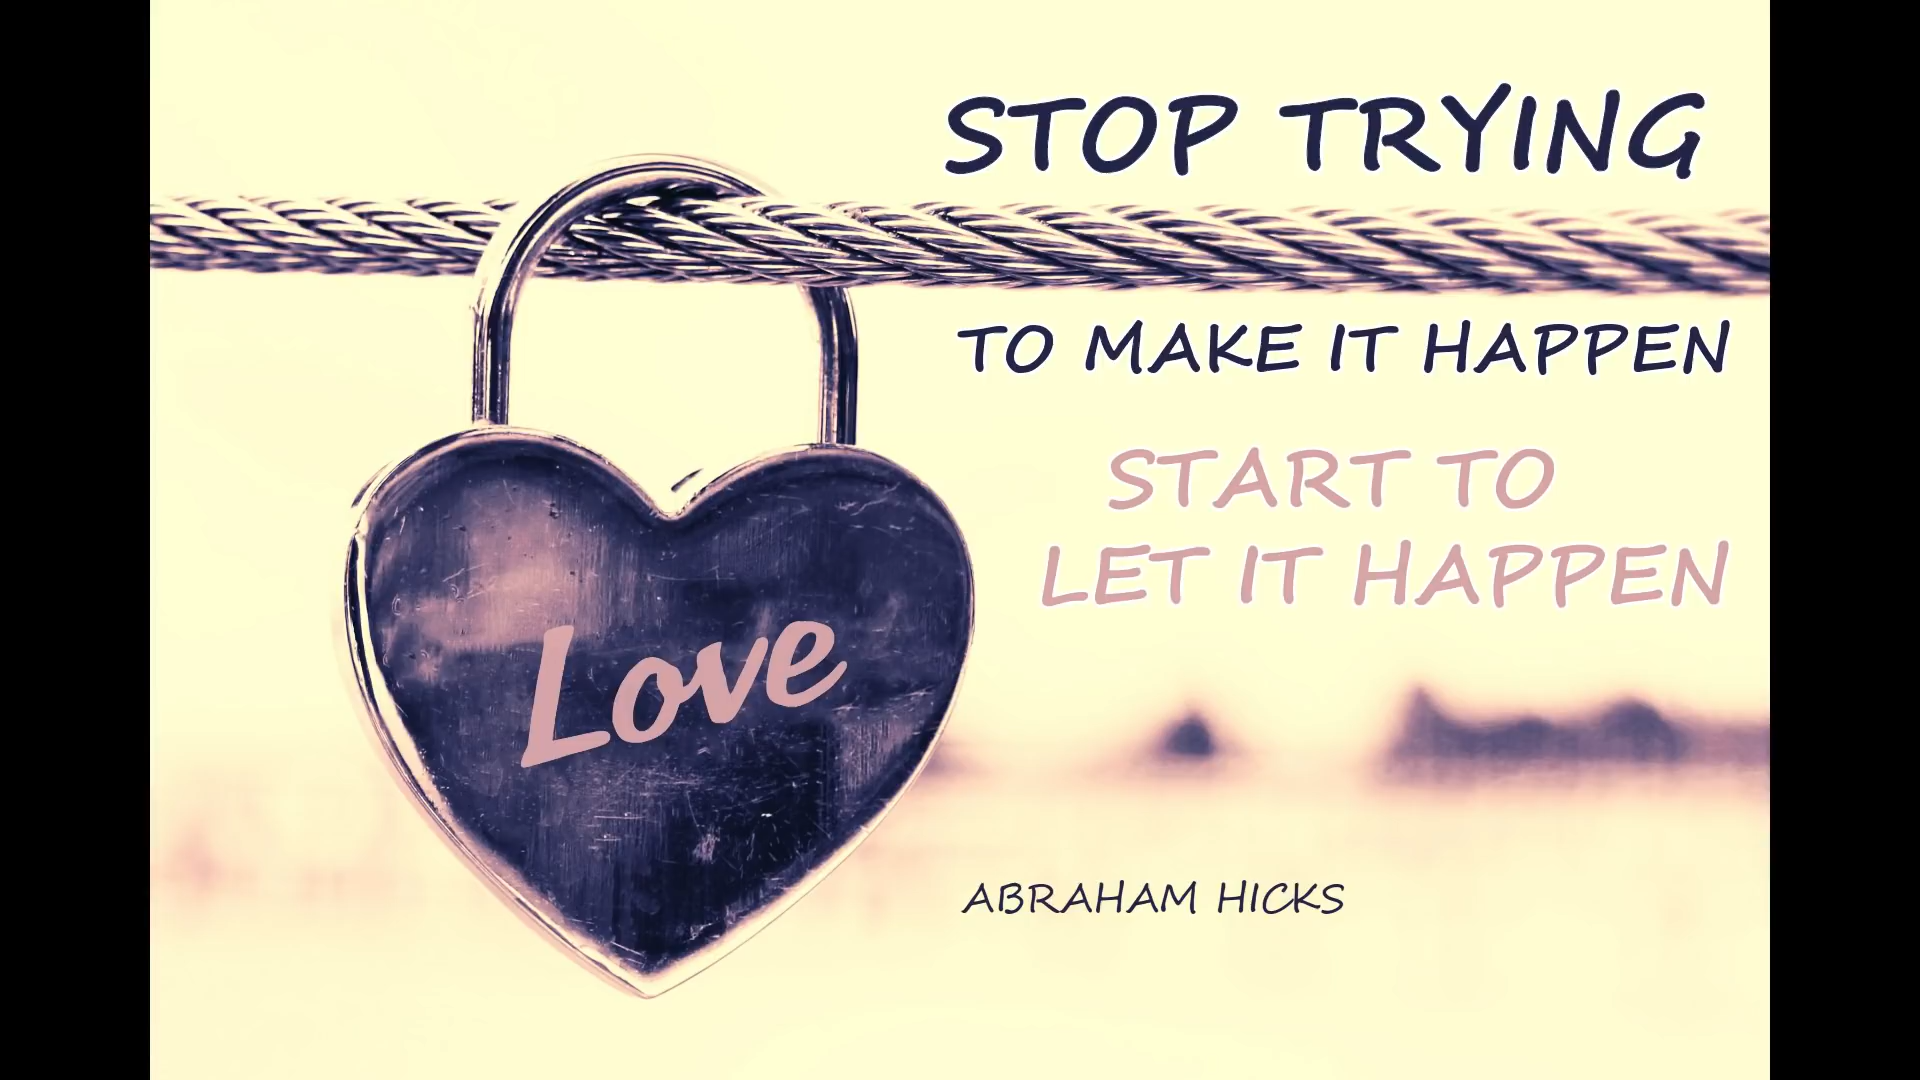 STOP TRYING
TO MAKE IT HAPPEN
START TO
LET IT HAPPEN
Love
ABRAHAM HICKS